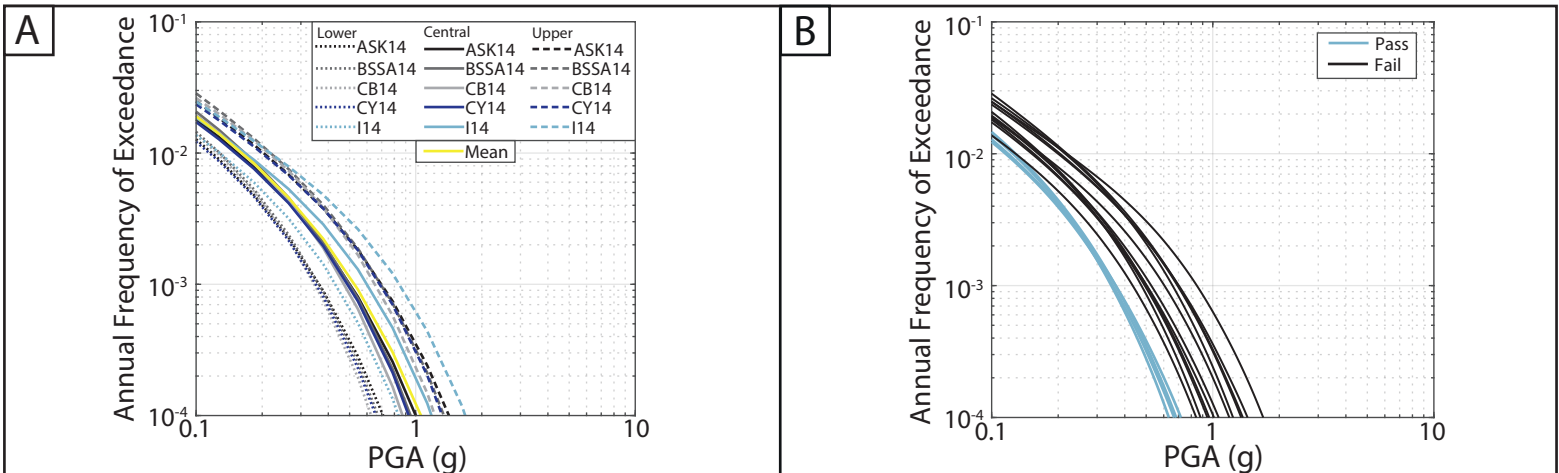 A
Annual Frequency of Exceedance
10-1
10-2
10-3
10-4
0.1
1
10
PGA (g)
Lower Central Upper
ASK14 ASK14 ASK14
BSSA14 BSSA14 BSSA14
CB14 CB14 CB14
CY14 CY14 CY14
I14 I14 I14
Mean
B
Annual Frequency of Exceedance
10-1
10-2
10-3
10-4
0.1
1
10
PGA (g)
Pass
Fail